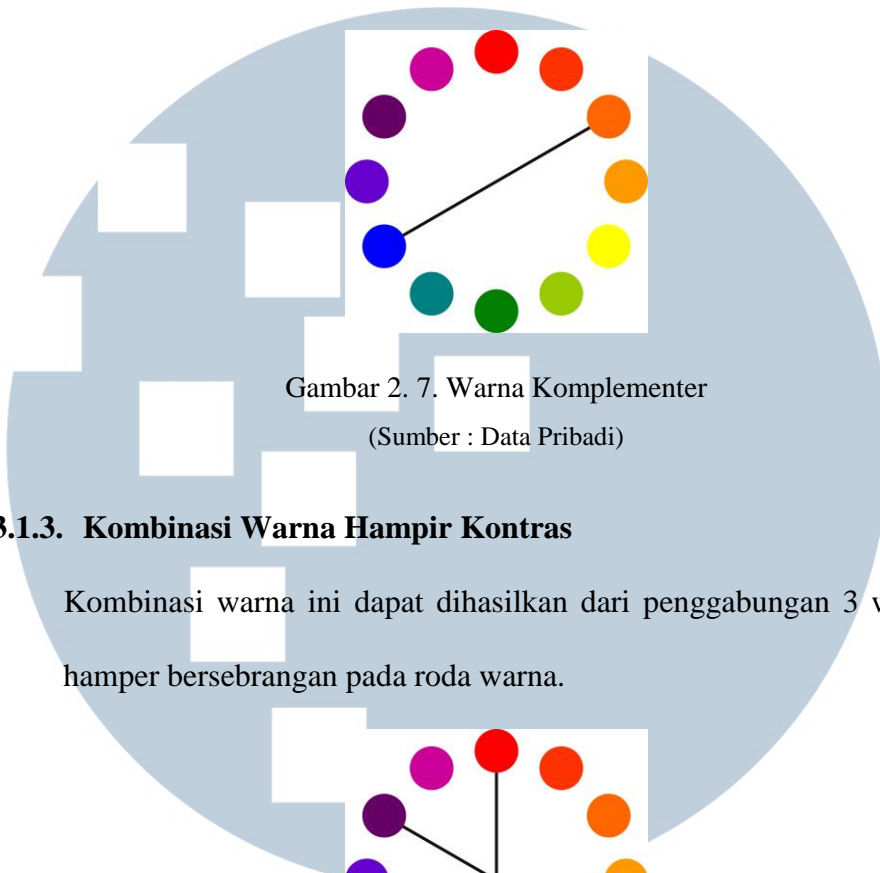 Gambar 2. 7. Warna Komplementer
(Sumber : Data Pribadi)
3.1.3. Kombinasi Warna Hampir Kontras
Kombinasi warna ini dapat dihasilkan dari penggabungan 3
hamper bersebrangan pada roda warna.